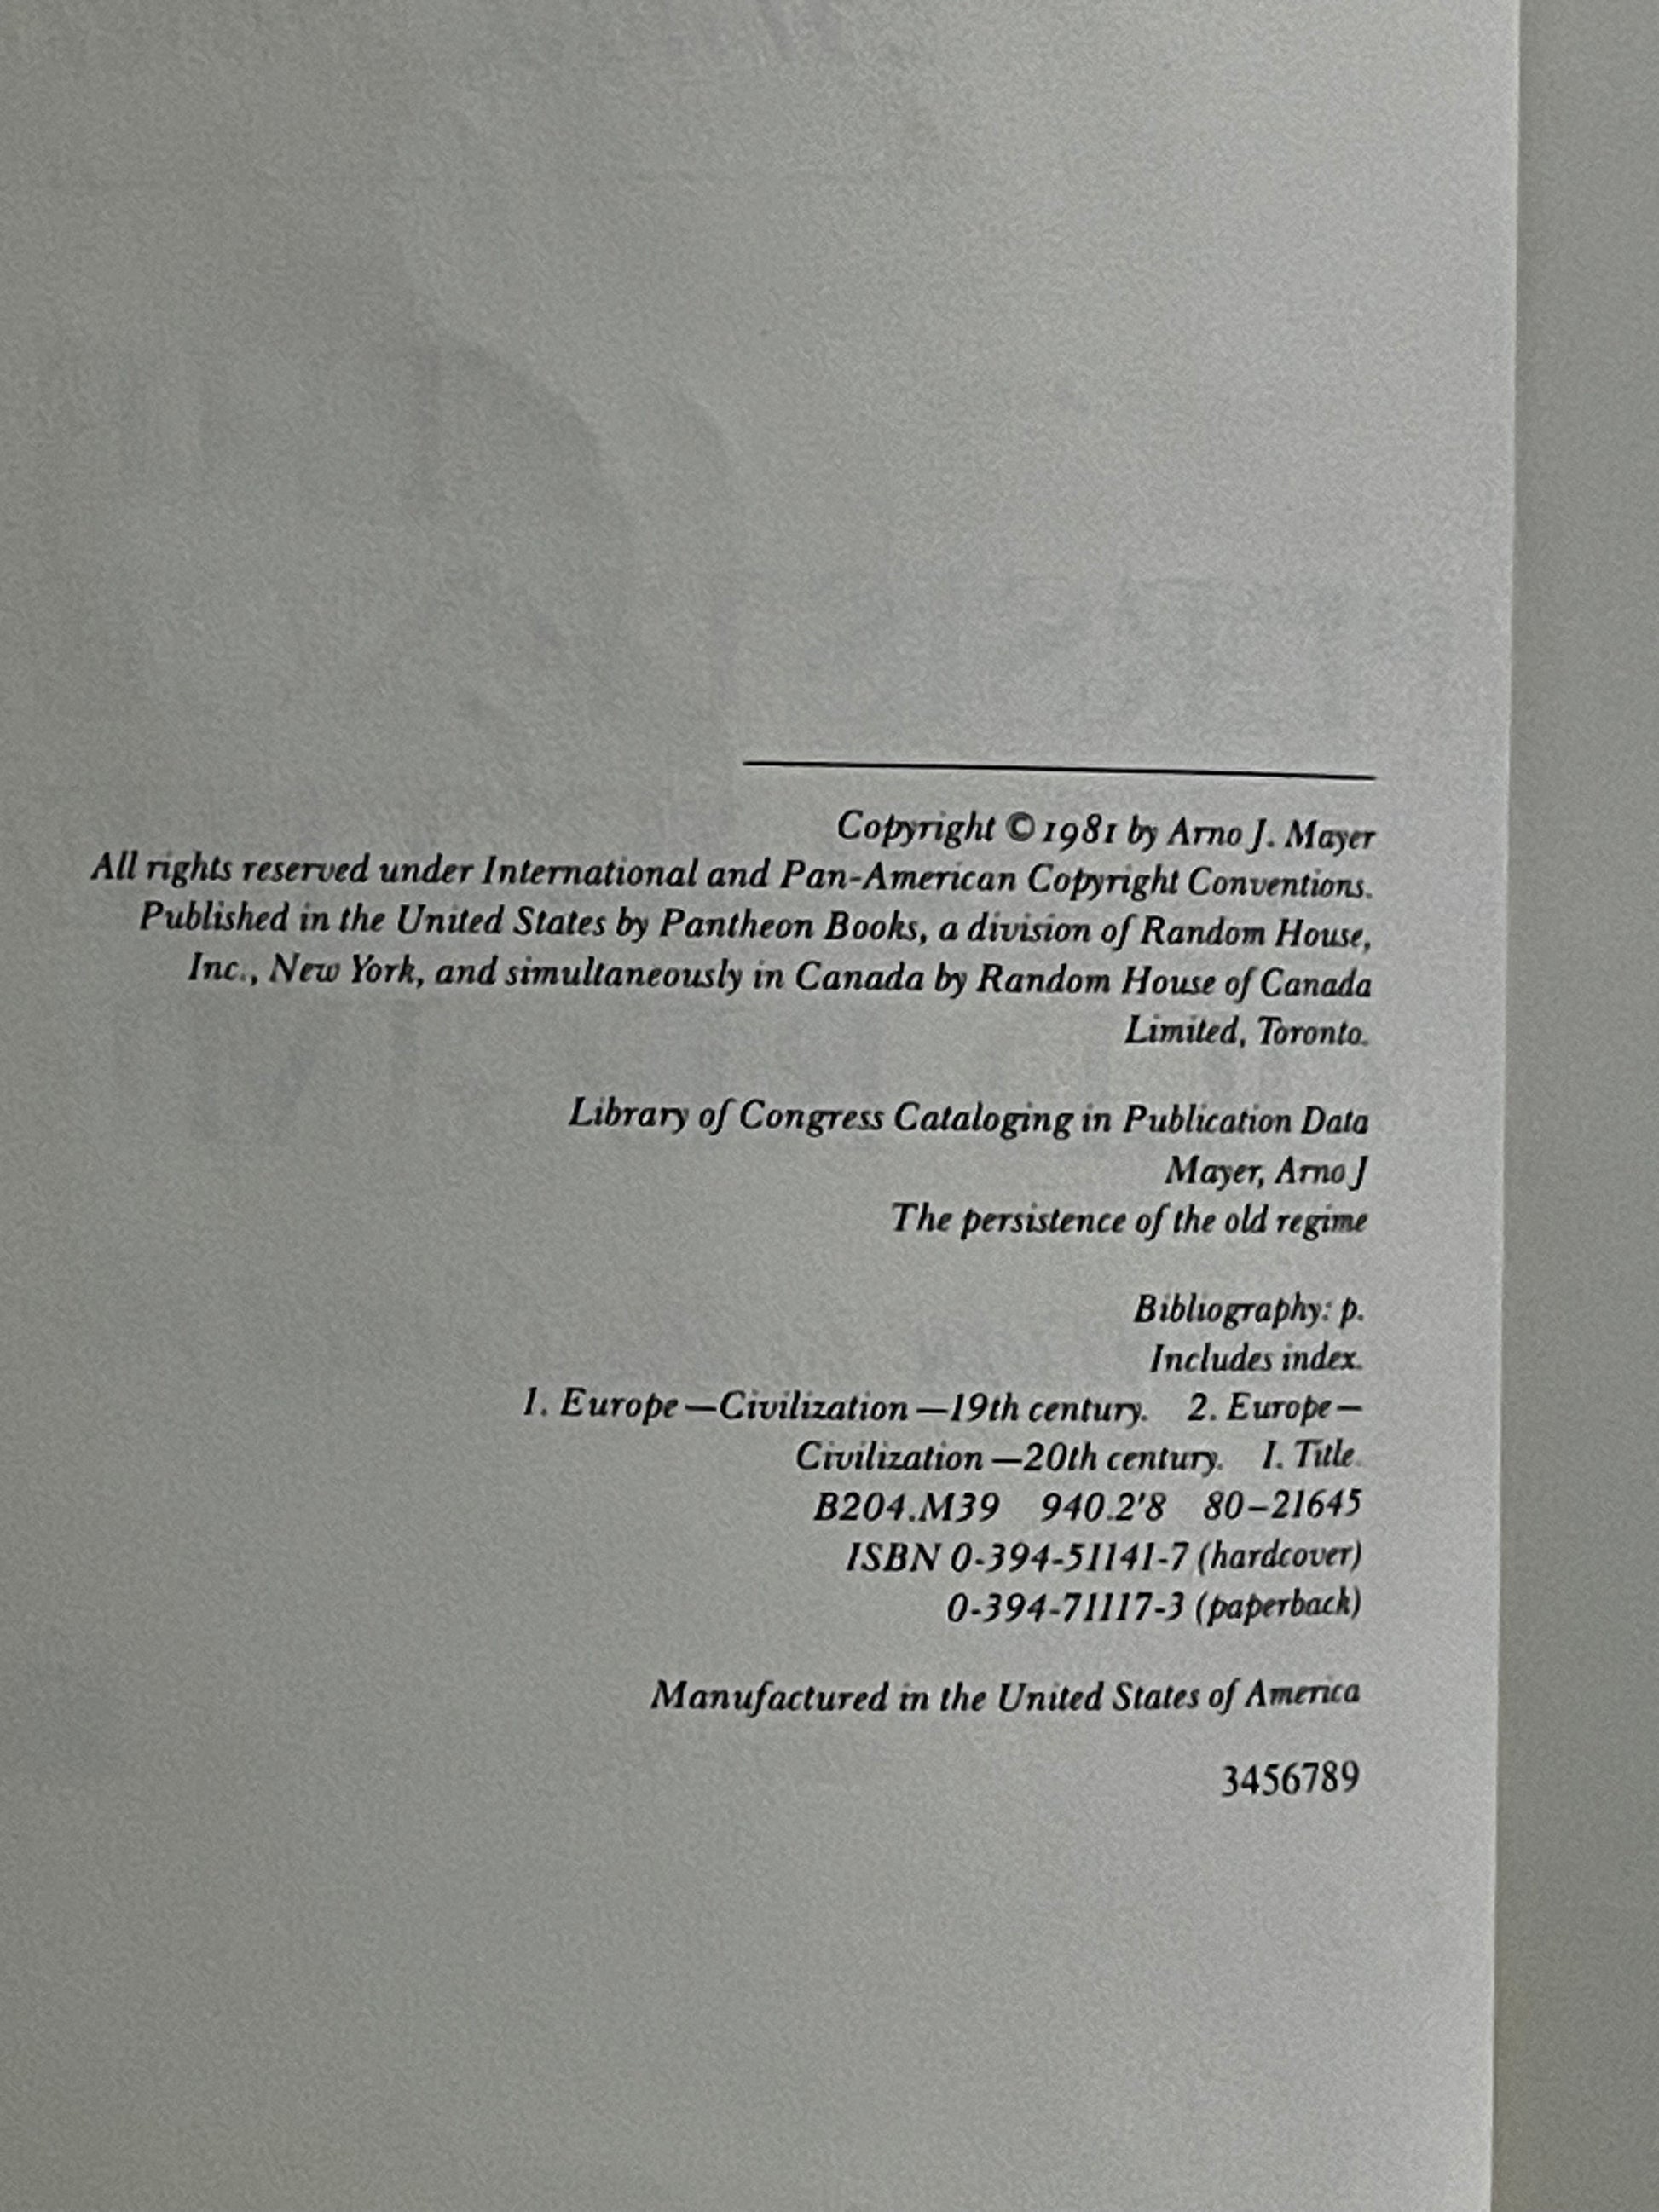 Copyright © 1981 by Arno J. Mayer
All rights reserved under International and Pan-American Copyright Conventions.
Published in the United States by Pantheon Books, a division of Random House,
Inc., New York, and simultaneously in Canada by Random House of Canada
Limited, Toronto.
Library of Congress Cataloging in Publication Data
Mayer, Arno J
The persistence of the old regime
Bibliography: p.
Includes index.
1. Europe—Civilization—19th century. 2. Europe—
Civilization—20th century. I. Title.
B204.M39 940.2'8 80-21645
ISBN 0-394-51141-7 (hardcover)
0-394-71117-3 (paperback)
Manufactured in the United States of America
3456789